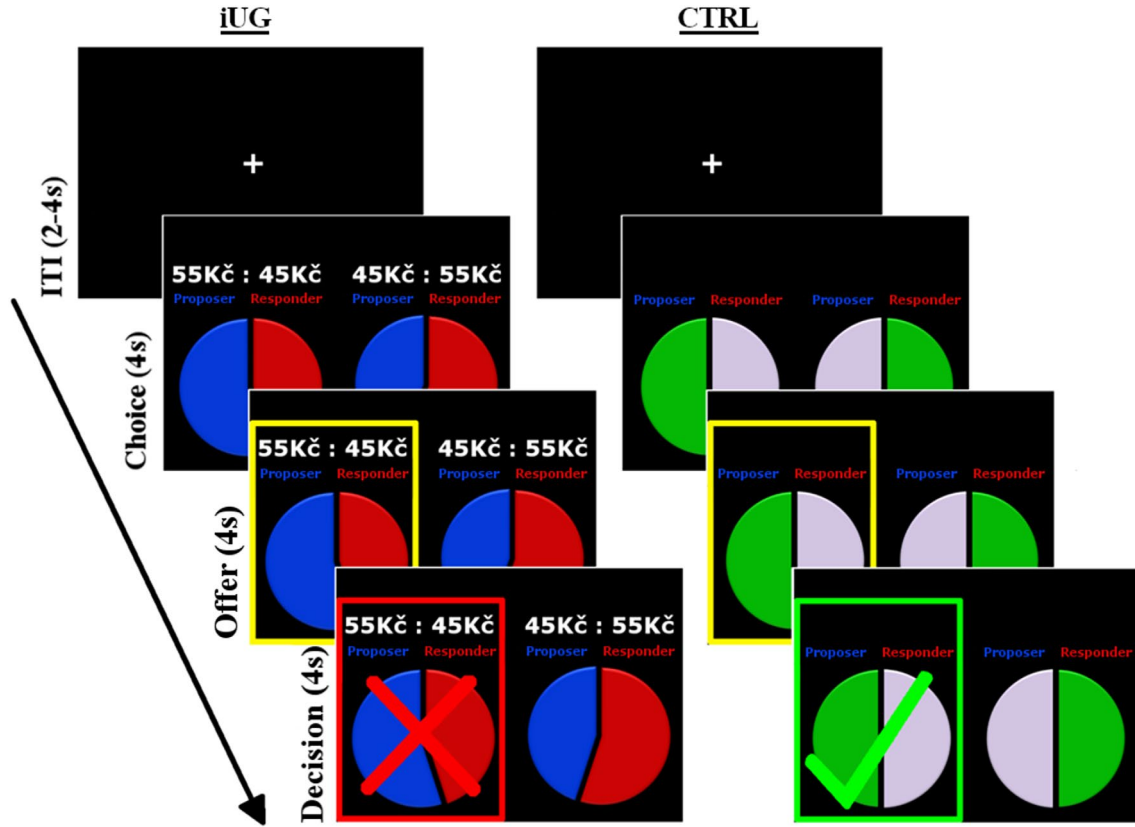 iUG
CTRL
+
+
ITI (2-4s)
55Kč : 45Kč 45Kč : 55Kč
Proposer Responder Proposer Responder
Proposer Responder Proposer Responder
Choice (4s)
55Kč : 45Kč 45Kč : 55Kč
Proposer Responder Proposer Responder
Proposer Responder Proposer Responder
Offer (4s)
55Kč : 45Kč 45Kč : 55Kč
Proposer Responder Proposer Responder
Proposer Responder Proposer Responder
Decision (4s)